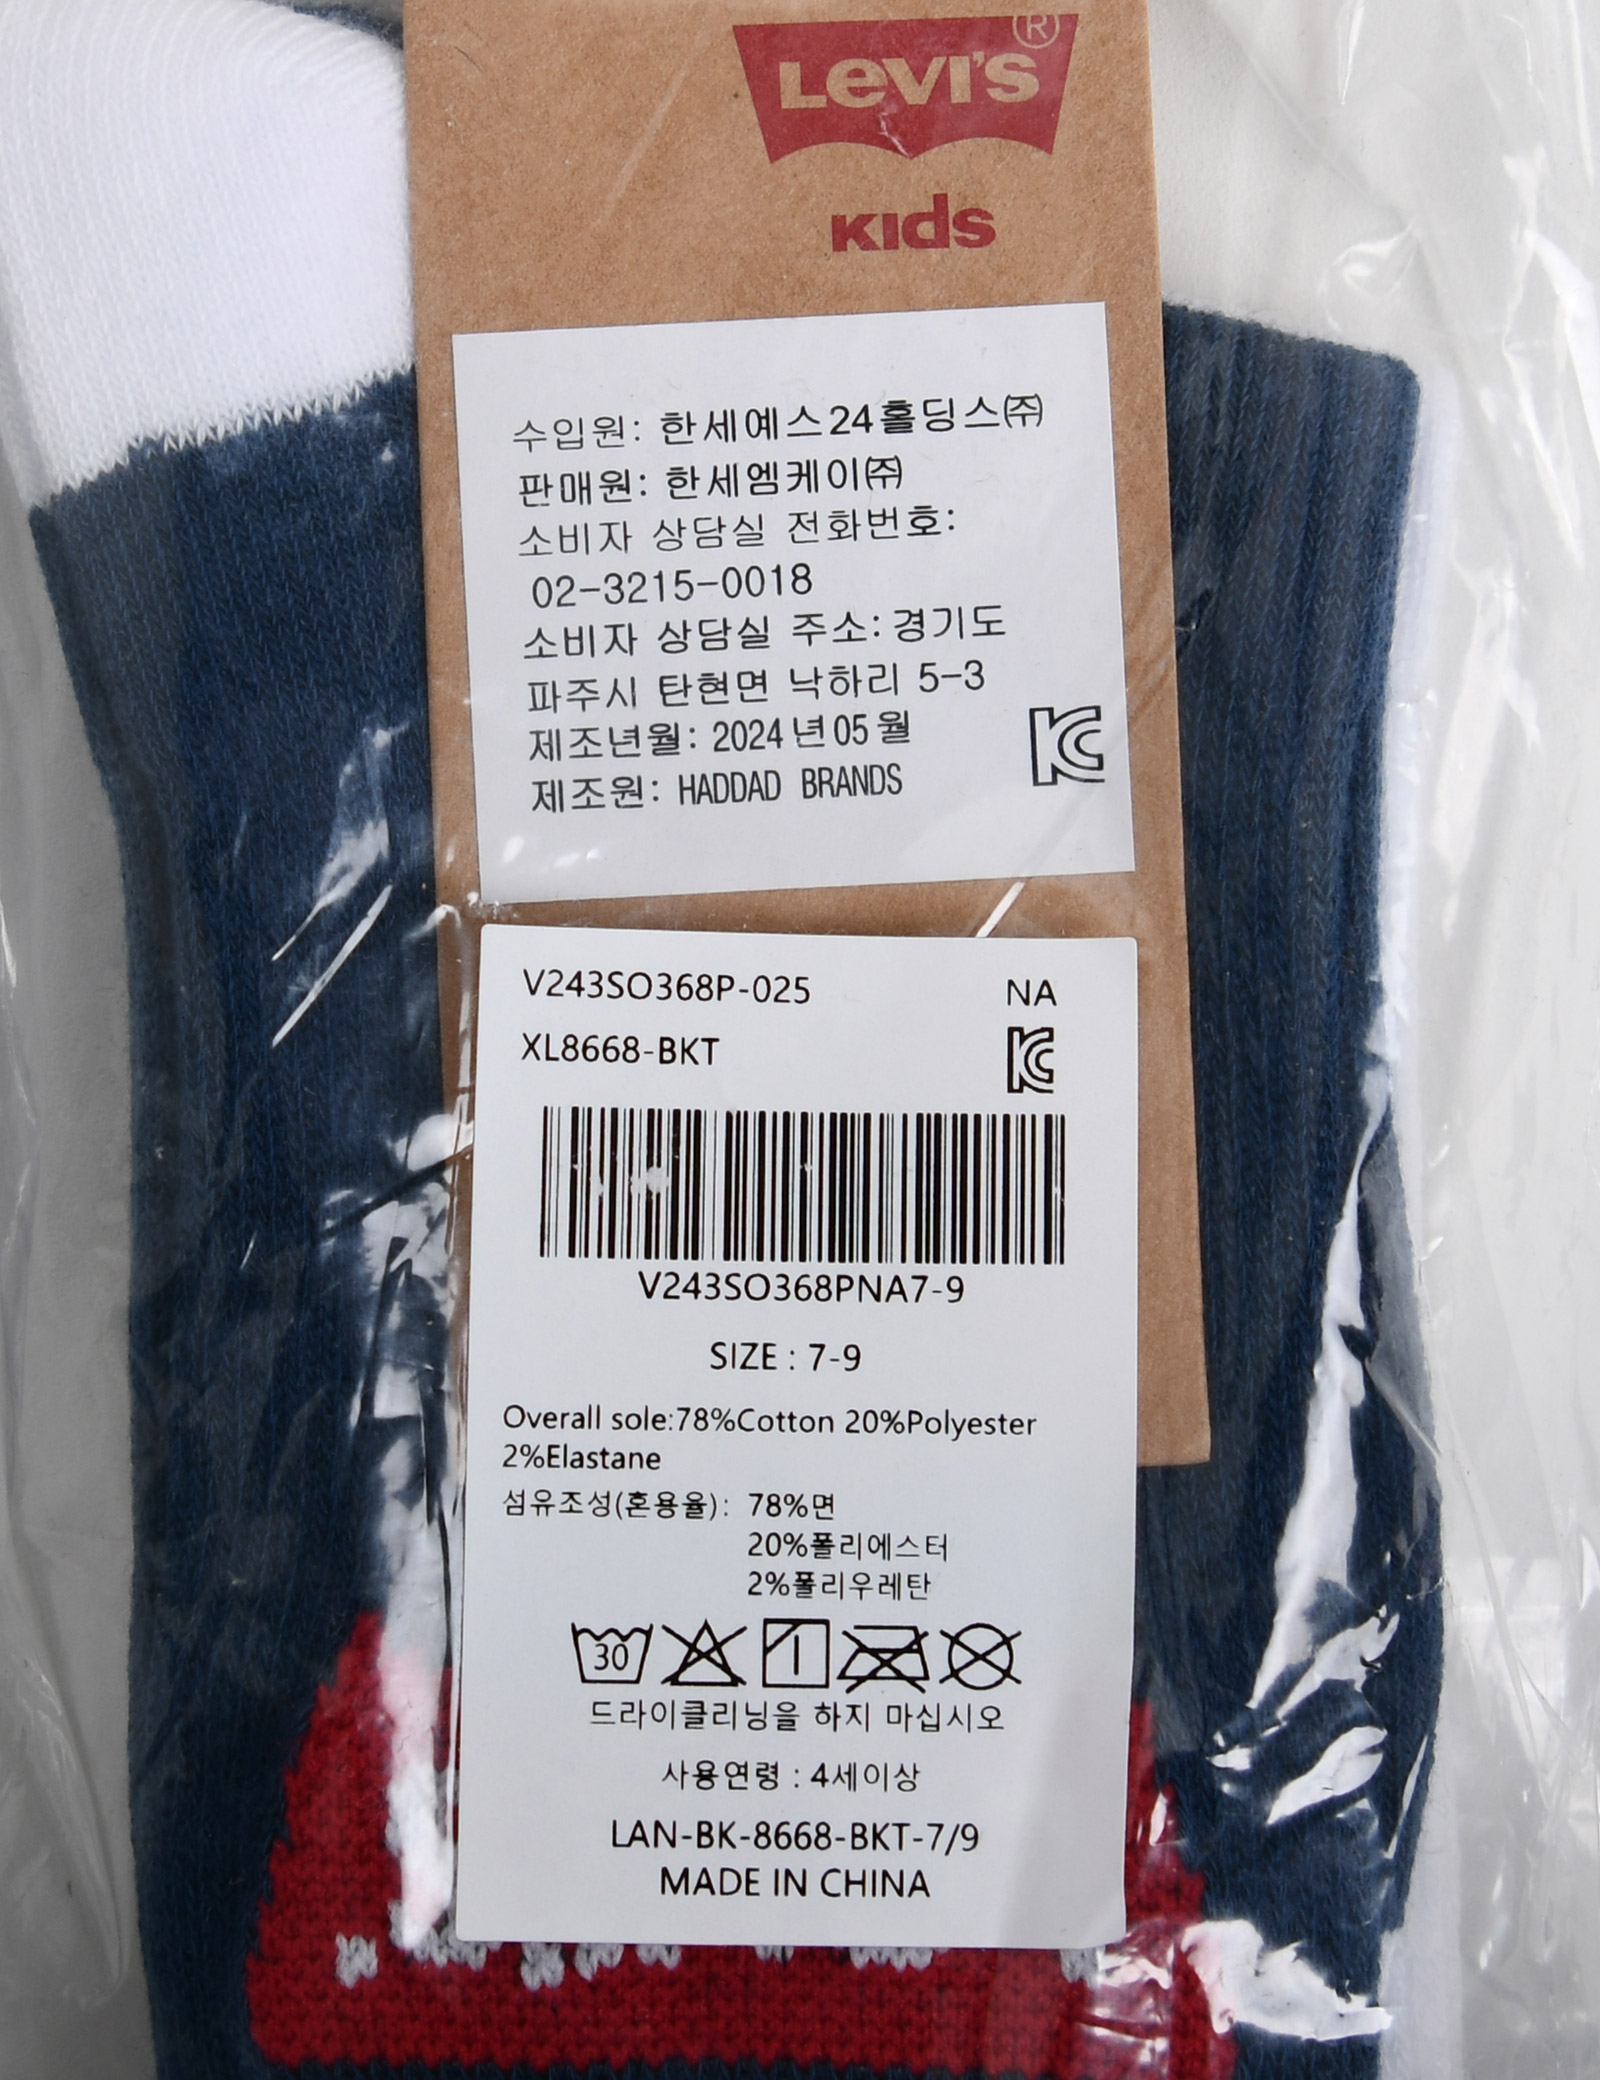 LEVI'S®
KIDS
수입원: 한세예스24홀딩스㈜
판매원: 한세엠케이㈜
소비자 상담실 전화번호:
02-3215-0018
소비자 상담실 주소: 경기도
파주시 탄현면 낙하리 5-3
제조년월: 2024년05월
제조원: HADDAD BRANDS
V243SO368P-025 NA
XL8668-BKT
V243SO368PNA7-9
SIZE : 7-9
Overall sole:78%Cotton 20%Polyester
2%Elastane
섬유조성(혼용율): 78%면
20%폴리에스터
2%폴리우레탄
30
드라이클리닝을 하지 마십시오
사용연령 : 4세이상
LAN-BK-8668-BKT-7/9
MADE IN CHINA